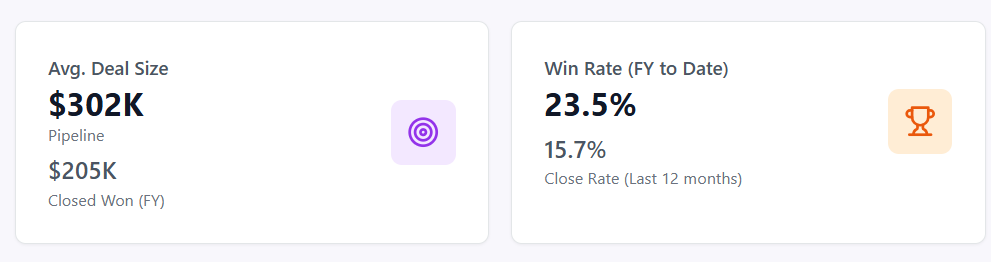 Avg. Deal Size
$302K
Pipeline
$205K
Closed Won (FY)
Win Rate (FY to Date)
23.5%
15.7%
Close Rate (Last 12 months)